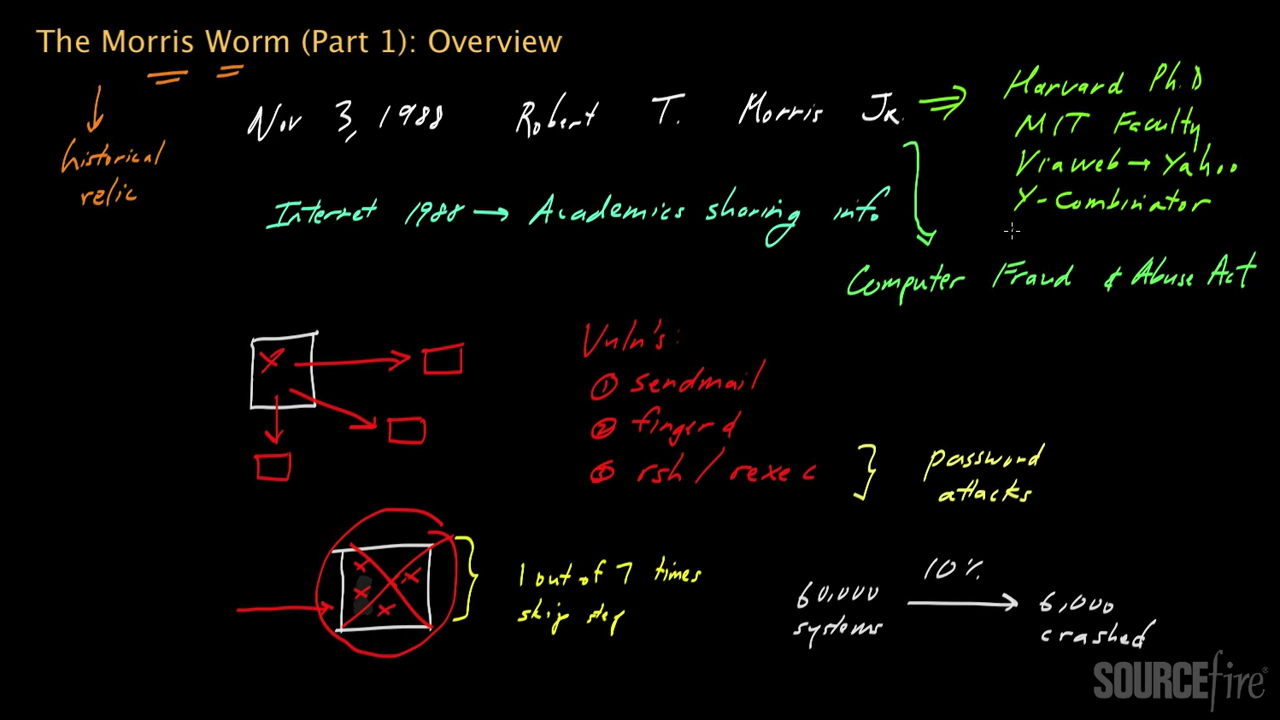 The Morris Worm (Part 1): Overview
Nov 3, 1988 Robert T. Morris Jr. ⇒
Harvard Ph.D
MIT Faculty
Viaweb → Yahoo
Y-Combinator
historical
relic
Internet 1988 → Academics sharing info
Computer Fraud & Abuse Act
Vuln's:
① sendmail
② fingerd
③ rsh / rexec
password
attacks
1 out of 7 times
skip step
60,000
systems
10%
6,000
crashed
SOURCEfire®